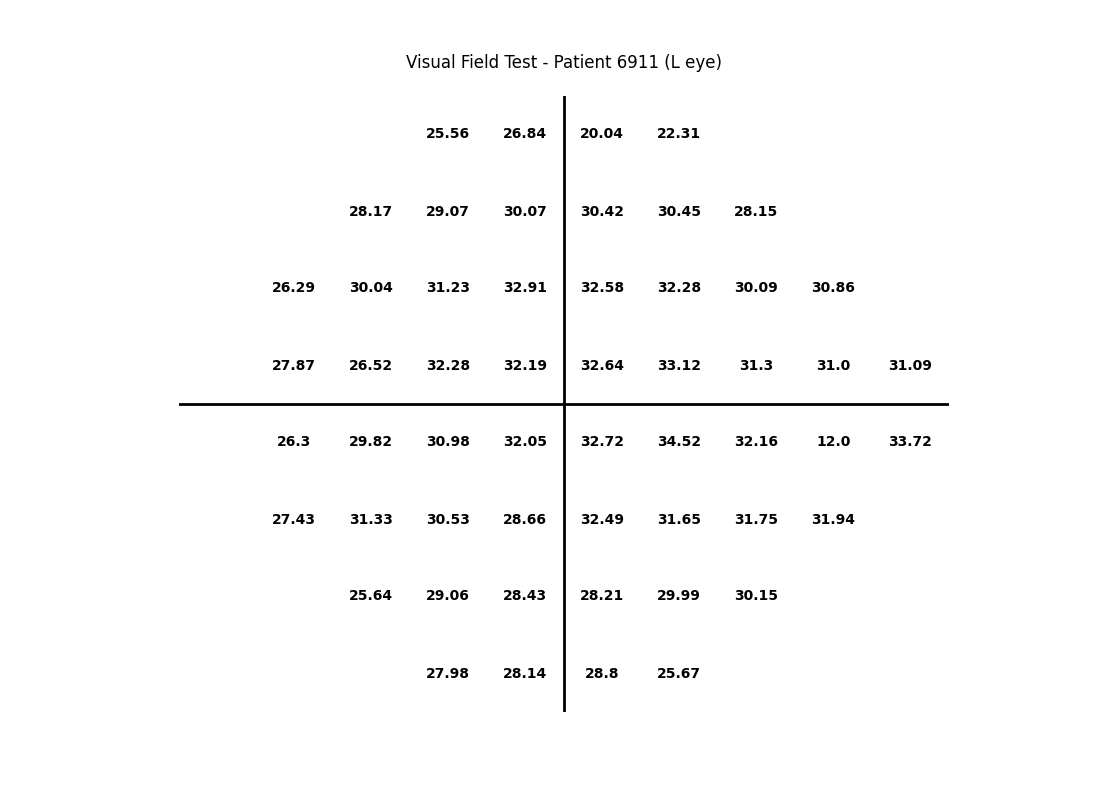 Visual Field Test - Patient 6911 (L eye)
25.56 26.84 20.04 22.31
28.17 29.07 30.07 30.42 30.45 28.15
26.29 30.04 31.23 32.91 32.58 32.28 30.09 30.86
27.87 26.52 32.28 32.19 32.64 33.12 31.3 31.0 31.09
26.3 29.82 30.98 32.05 32.72 34.52 32.16 12.0 33.72
27.43 31.33 30.53 28.66 32.49 31.65 31.75 31.94
25.64 29.06 28.43 28.21 29.99 30.15
27.98 28.14 28.8 25.67